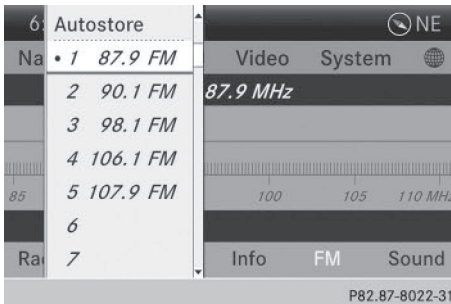 6: Autostore NE
Na • 1 87.9 FM Video System
2 90.1 FM 87.9 MHz
3 98.1 FM
4 106.1 FM
85 5 107.9 FM 100 105 110 MHz
6
Ra 7 Info FM Sound
P82.87-8022-31